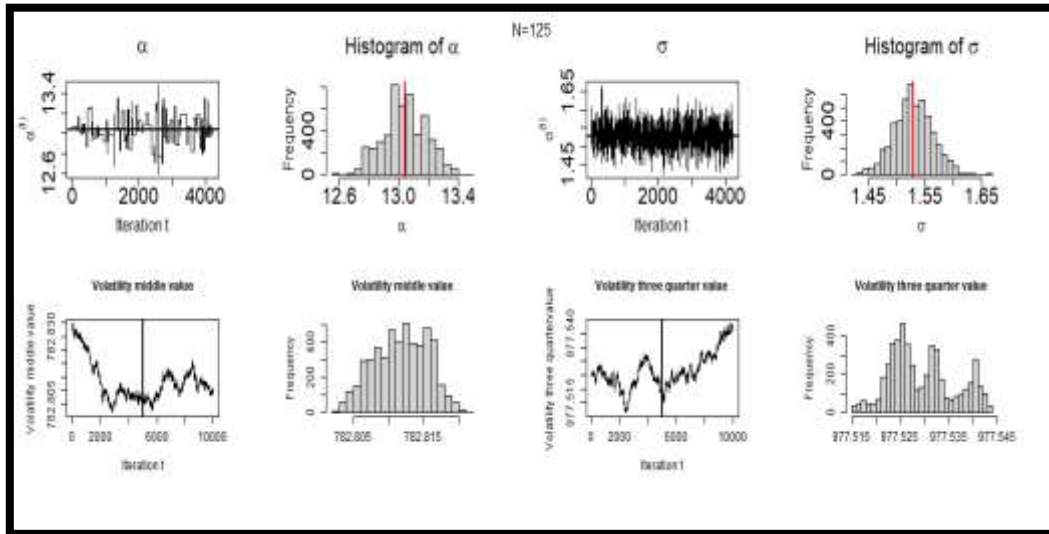 N=125
α
Histogram of α
σ
Histogram of σ
α(t)
12.6 13.4
0 2000 4000
Iteration t
Frequency
0 400
12.6 13.0 13.4
α
σ(t)
1.45 1.65
0 2000 4000
Iteration t
Frequency
0 400
1.45 1.55 1.65
σ
Volatility middle value
Volatility middle value
782.805 782.830
0 2000 6000 10000
Iteration t
Volatility middle value
Frequency
0 200 400
782.805 782.815
Volatility three quarter value
Volatility three quartervalue
977.515 977.540
0 2000 6000 10000
Iteration t
Volatility three quarter value
Frequency
0 200 400
977.515 977.525 977.535 977.545